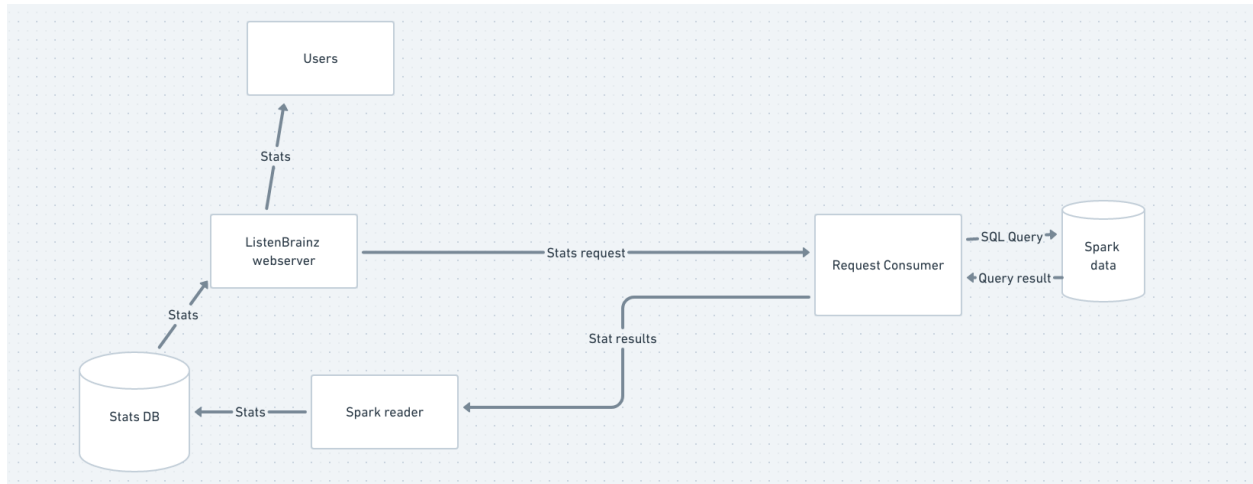 Users
Stats
ListenBrainz
webserver
Stats request
Request Consumer
SQL Query
Query result
Spark
data
Stats
Stat results
Stats DB
Stats
Spark reader